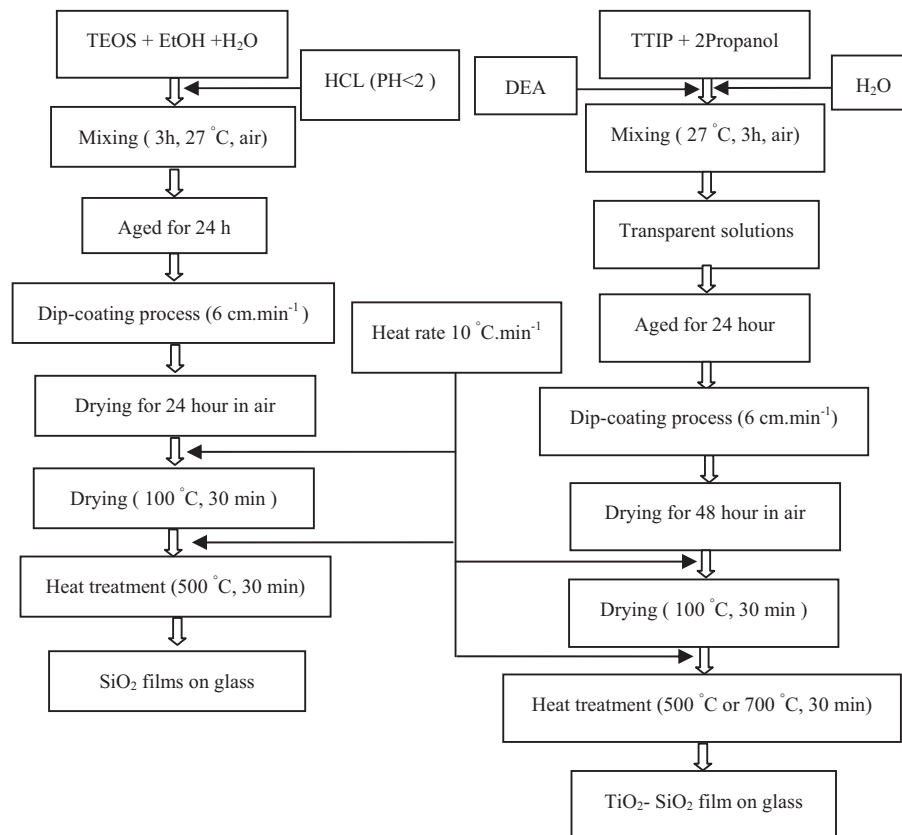 TEOS + EtOH +H₂O
HCL (PH<2 )
Mixing ( 3h, 27 °C, air)
Aged for 24 h
Dip-coating process (6 cm.min⁻¹ )
Drying for 24 hour in air
Drying ( 100 °C, 30 min )
Heat treatment (500 °C, 30 min)
SiO₂ films on glass
Heat rate 10 °C.min⁻¹
TTIP + 2Propanol
DEA
H₂O
Mixing ( 27 °C, 3h, air)
Transparent solutions
Aged for 24 hour
Dip-coating process (6 cm.min⁻¹)
Drying for 48 hour in air
Drying ( 100 °C, 30 min )
Heat treatment (500 °C or 700 °C, 30 min)
TiO₂- SiO₂ film on glass